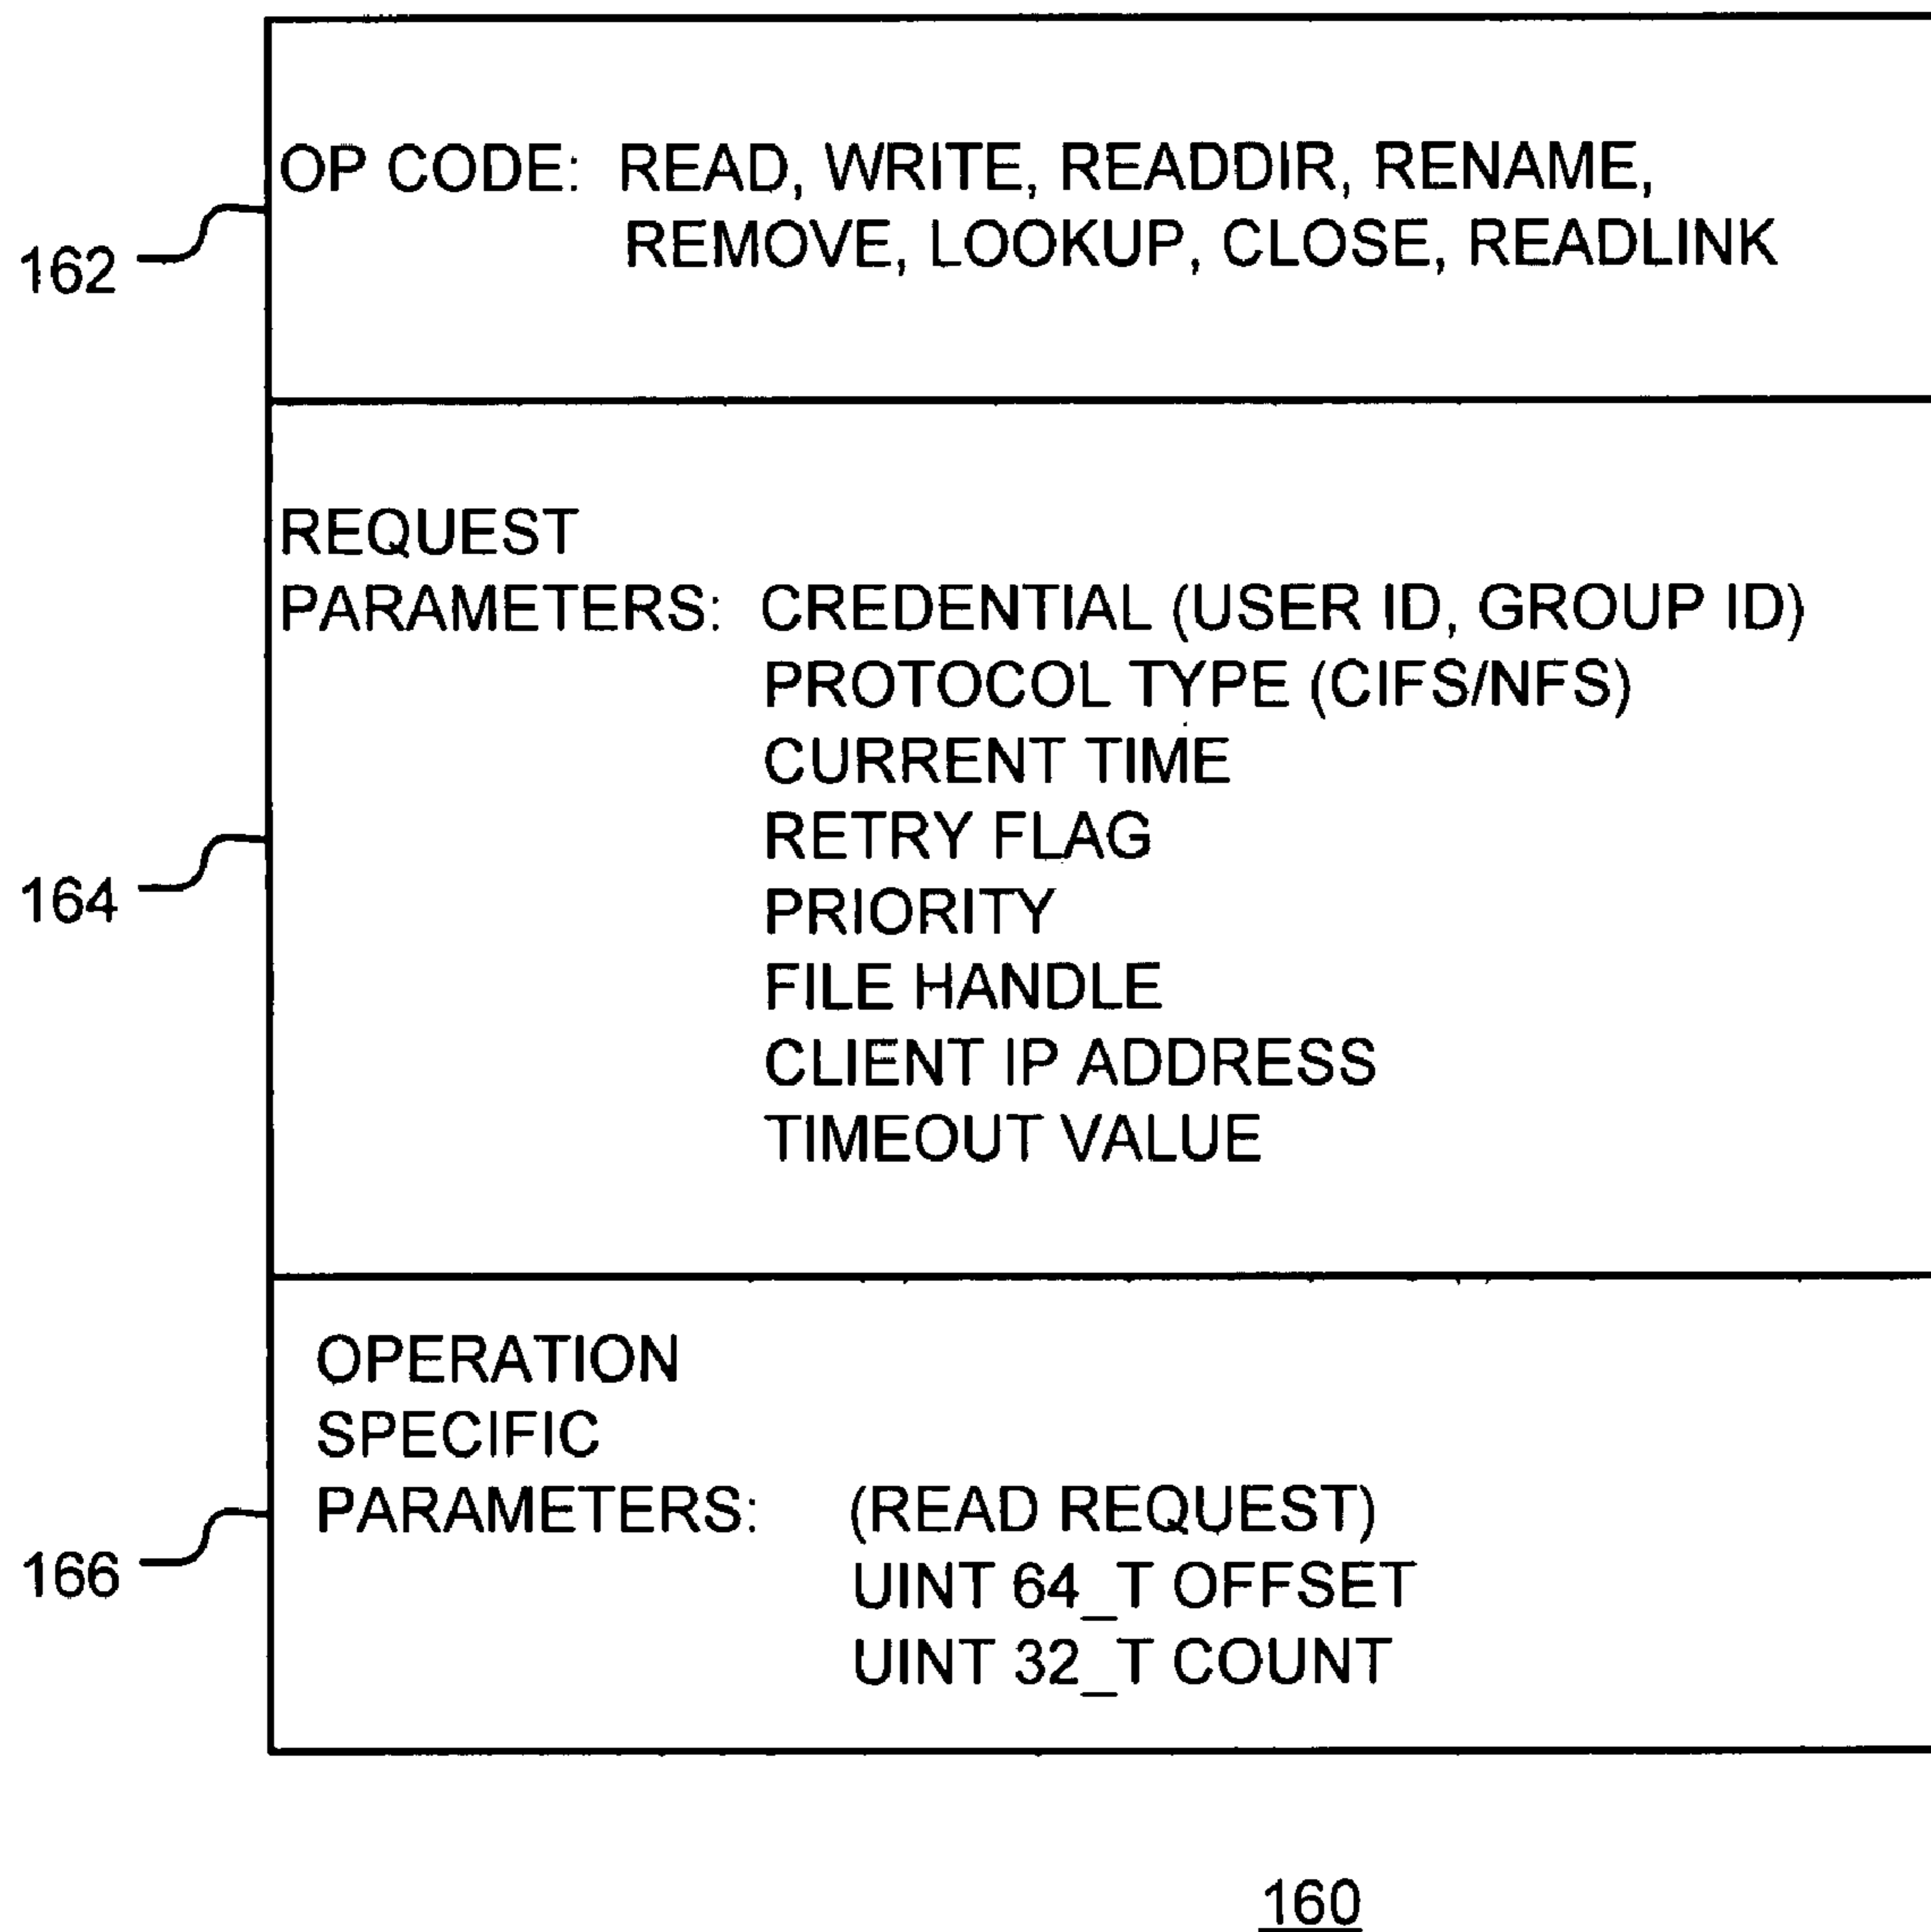 OP CODE: READ, WRITE, READDIR, RENAME,
REMOVE, LOOKUP, CLOSE, READLINK
162
REQUEST
PARAMETERS: CREDENTIAL (USER ID, GROUP ID)
PROTOCOL TYPE (CIFS/NFS)
CURRENT TIME
RETRY FLAG
164
PRIORITY
FILE HANDLE
CLIENT IP ADDRESS
TIMEOUT VALUE
OPERATION
SPECIFIC
PARAMETERS: (READ REQUEST)
166
UINT 64_T OFFSET
UINT 32_T COUNT
160